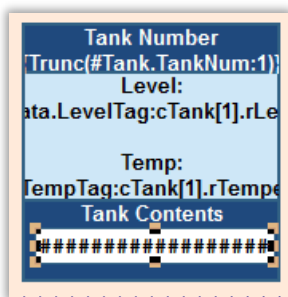 Tank Number
{Trunc(#Tank.TankNum:1)}
Level:
ata.LevelTag:cTank[1].rLe
Temp:
TempTag:cTank[1].rTempe
Tank Contents
##################